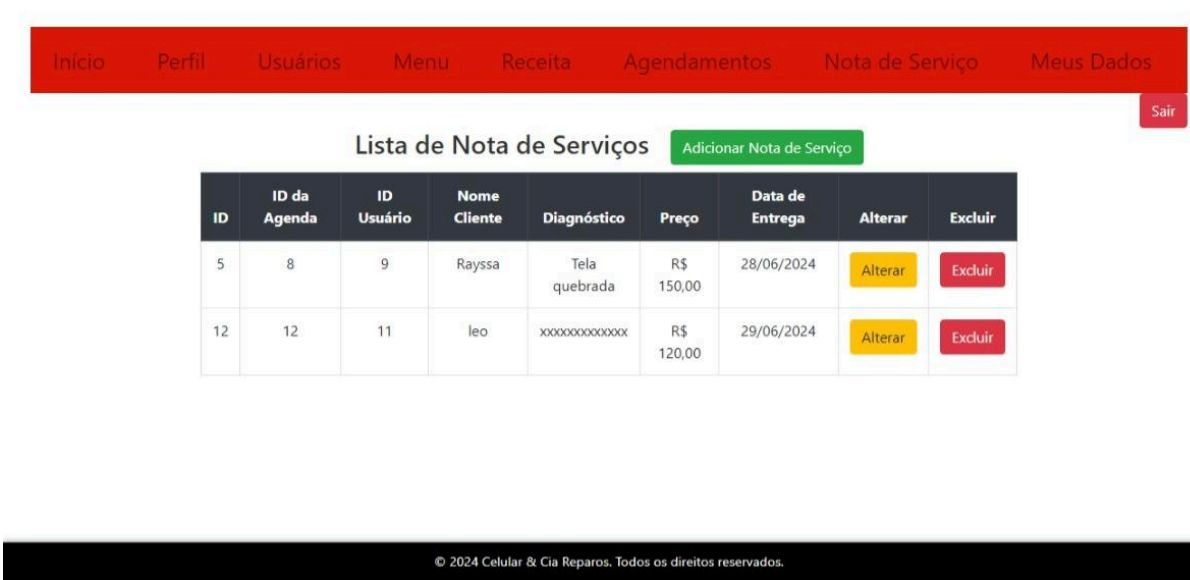 Início Perfil Usuários Menu Receita Agendamentos Nota de Serviço Meus Dados
Sair
Lista de Nota de Serviços Adicionar Nota de Serviço
ID ID da Agenda ID Usuário Nome Cliente Diagnóstico Preço Data de Entrega Alterar Excluir
5 8 9 Rayssa Tela quebrada R$ 150,00 28/06/2024 Alterar Excluir
12 12 11 leo xxxxxxxxxxxxx R$ 120,00 29/06/2024 Alterar Excluir
© 2024 Celular & Cia Reparos. Todos os direitos reservados.